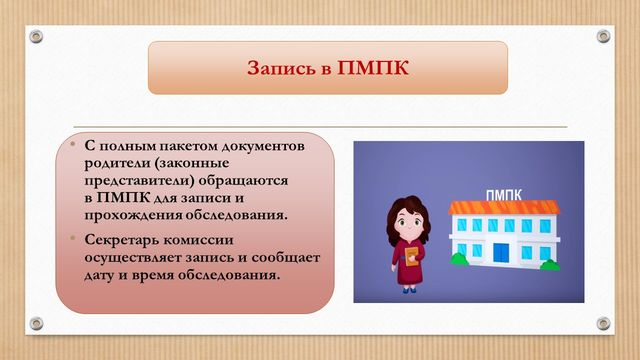 Запись в ПМПК
• С полным пакетом документов
родители (законные
представители) обращаются
в ПМПК для записи и
прохождения обследования.
• Секретарь комиссии
осуществляет запись и сообщает
дату и время обследования.
ПМПК